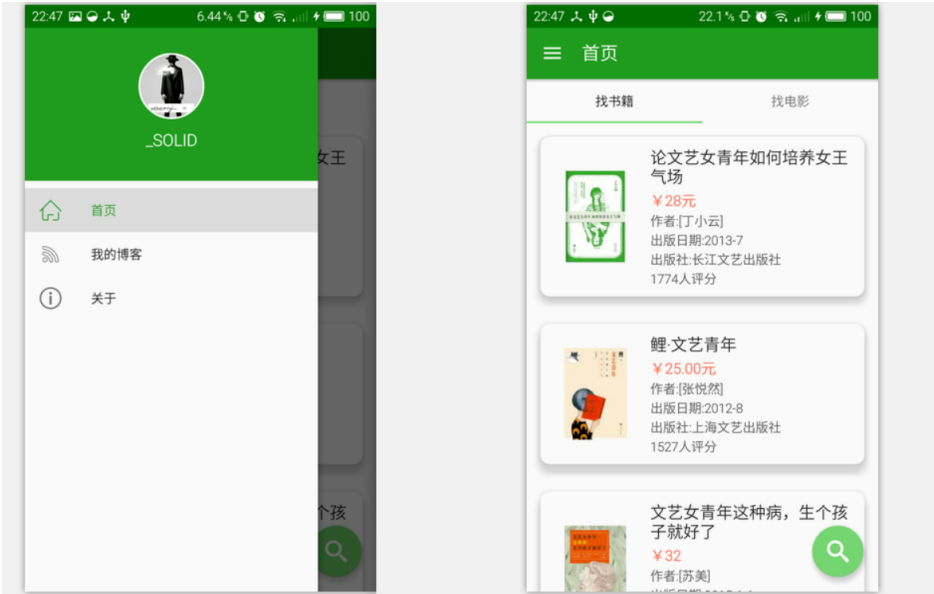 22:47
6.44 k/s
100
_SOLID
首页
我的博客
关于
女王
个孩
22:47
22.1 k/s
100
首页
找书籍
找电影
论文艺女青年如何培养女王
气场
¥28元
作者:[丁小云]
出版日期:2013-7
出版社:长江文艺出版社
1774人评分
鲤·文艺青年
¥25.00元
作者:[张悦然]
出版日期:2012-8
出版社:上海文艺出版社
1527人评分
文艺女青年这种病，生个孩
子就好了
¥32
作者:[苏美]